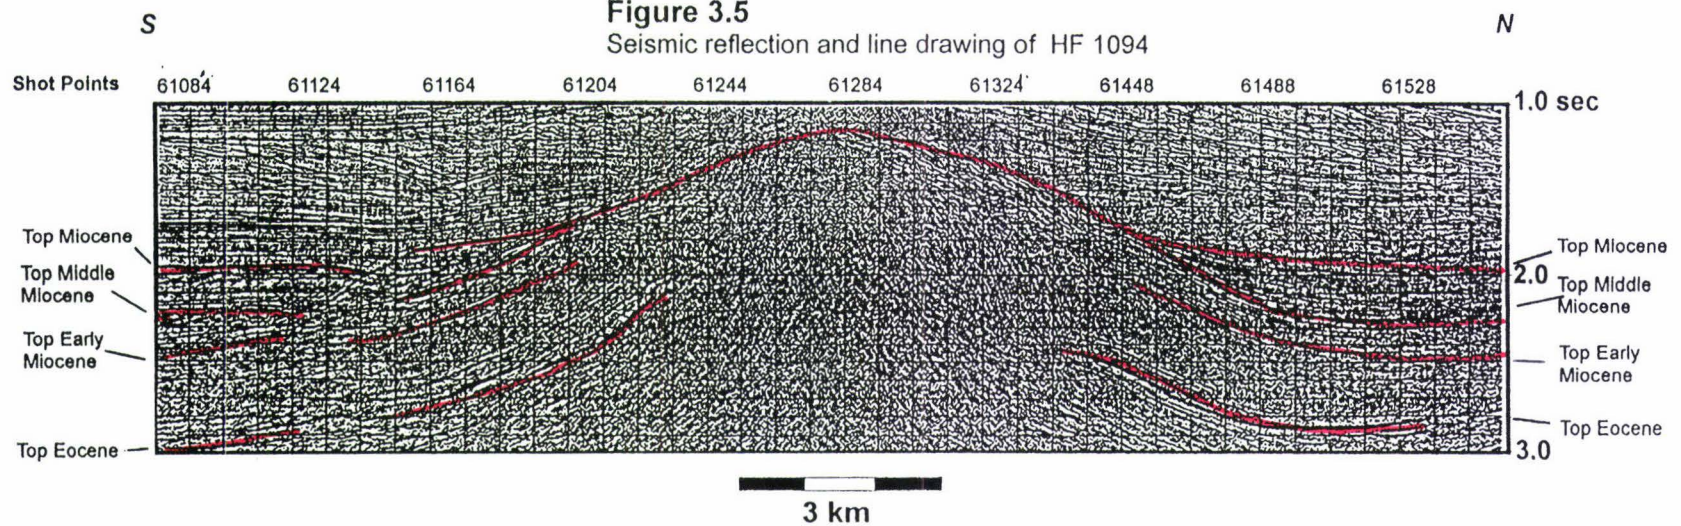 Figure 3.5
S
N
Seismic reflection and line drawing of HF 1094
Shot Points 61084 61124 61164 61204 61244 61284 61324 61448 61488 61528
1.0 sec
Top Miocene
Top Middle
Miocene
Top Early
Miocene
Top Eocene
Top Miocene
2.0
Top Middle
Miocene
Top Early
Miocene
Top Eocene
3.0
3 km